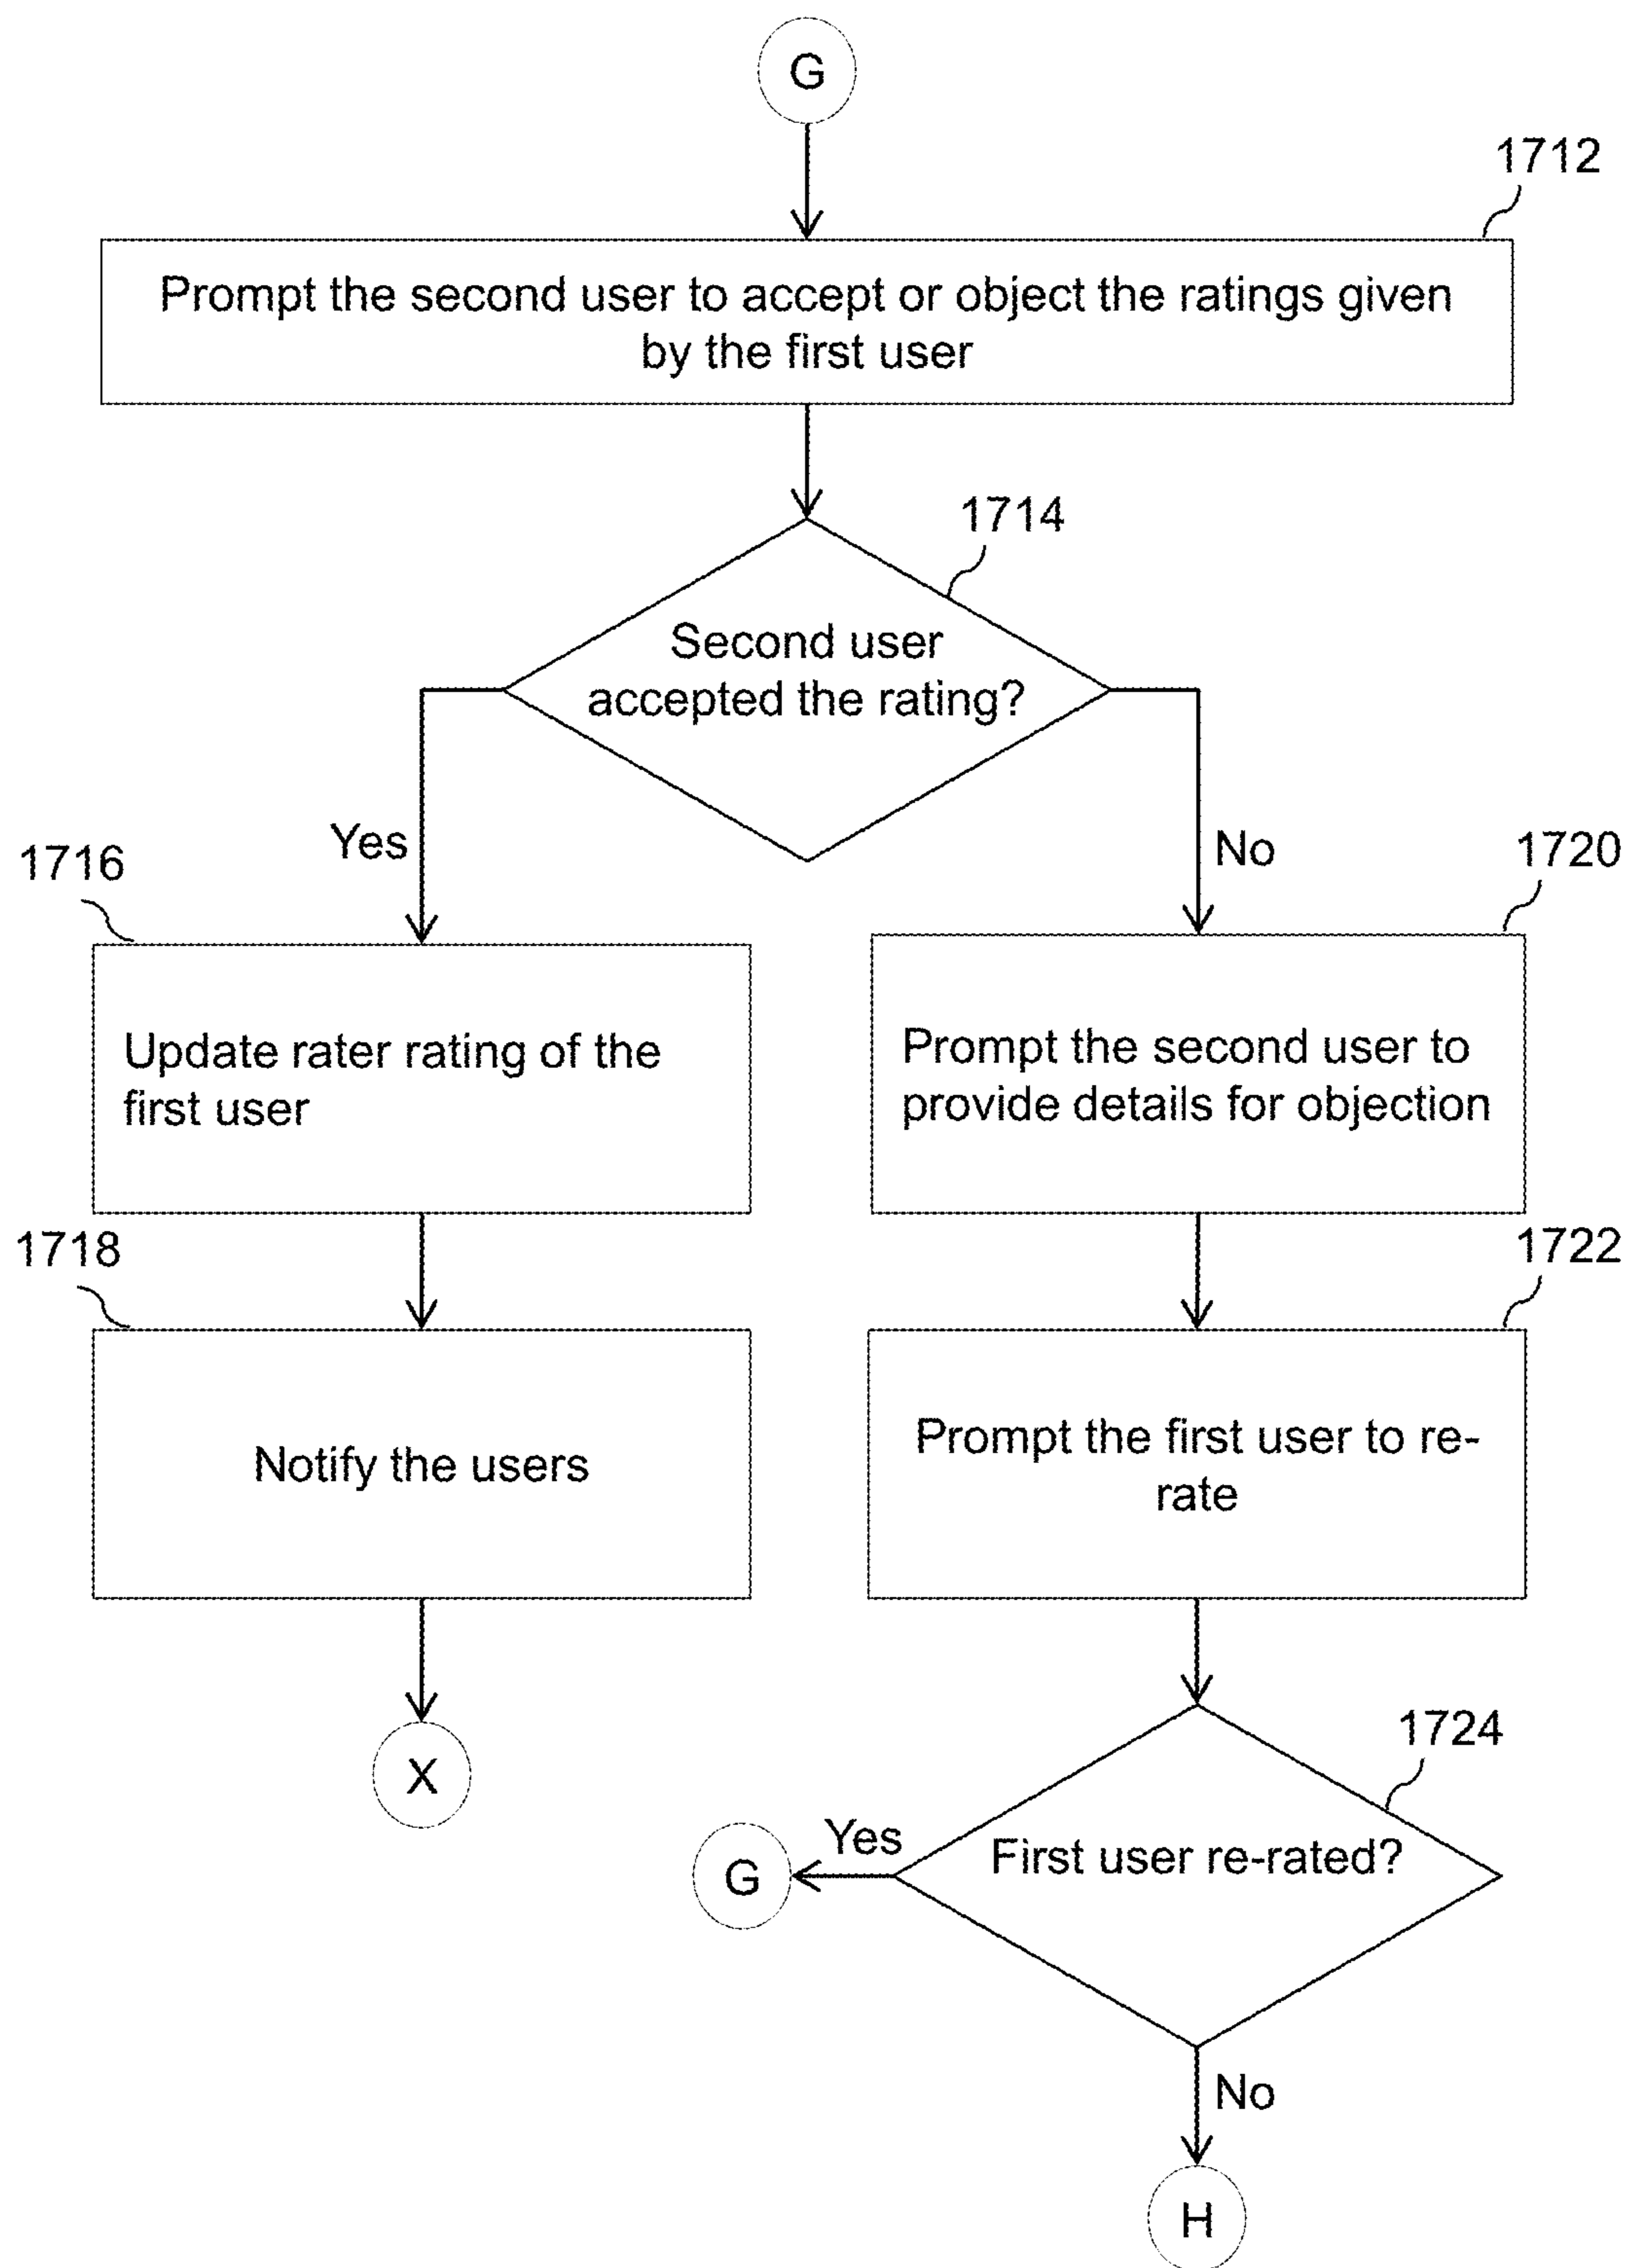 G
1712
Prompt the second user to accept or object the ratings given
by the first user
1714
Second user
accepted the rating?
Yes
No
1716
1720
Update rater rating of the
first user
Prompt the second user to
provide details for objection
1718
1722
Notify the users
Prompt the first user to re-
rate
X
1724
First user re-rated?
Yes
G
No
H